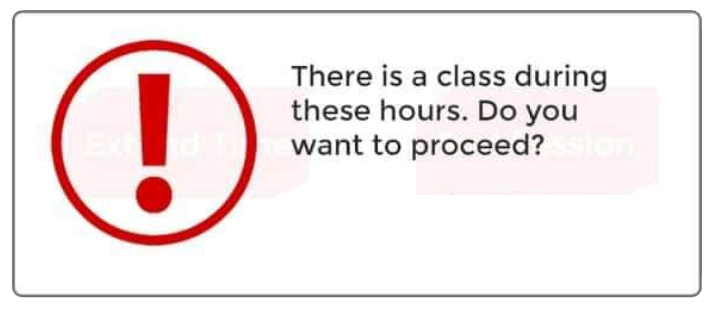 There is a class during
these hours. Do you
want to proceed?